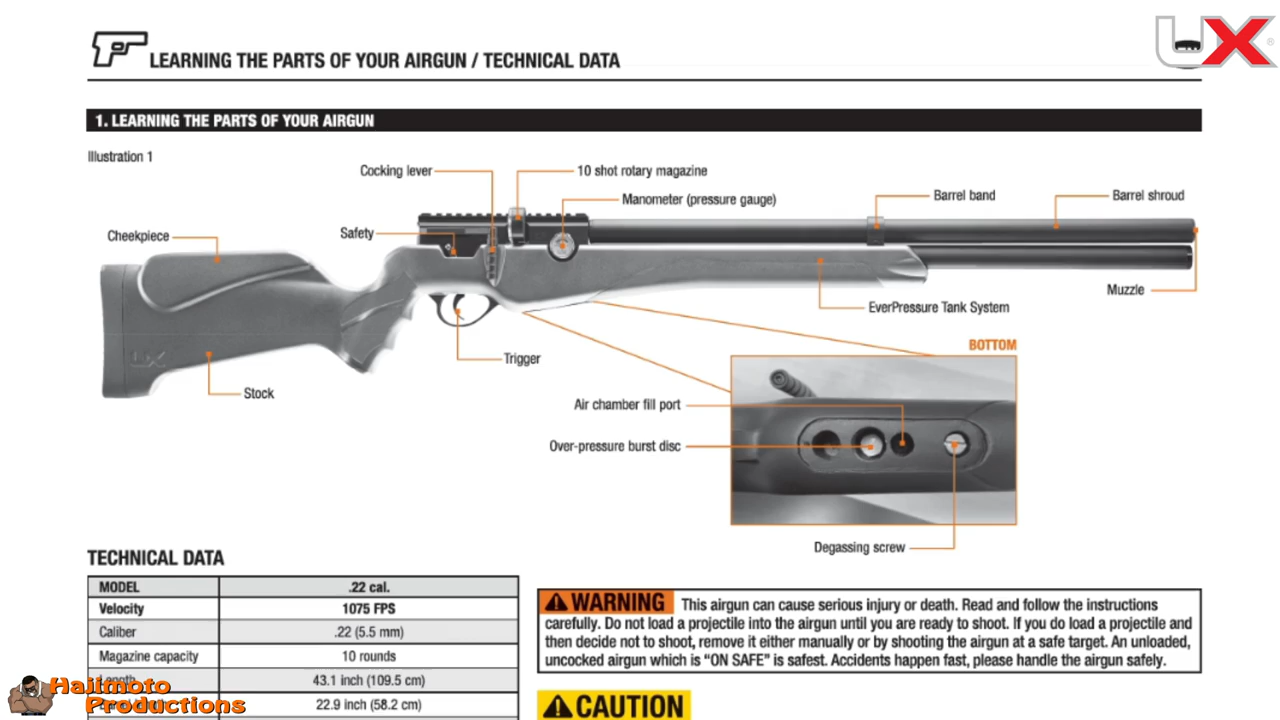 UX®
LEARNING THE PARTS OF YOUR AIRGUN / TECHNICAL DATA
1. LEARNING THE PARTS OF YOUR AIRGUN
Illustration 1
Cocking lever
10 shot rotary magazine
Manometer (pressure gauge)
Barrel band
Barrel shroud
Cheekpiece
Safety
Muzzle
EverPressure Tank System
UX
Trigger
Stock
BOTTOM
Air chamber fill port
Over-pressure burst disc
Degassing screw
TECHNICAL DATA
MODEL .22 cal.
Velocity 1075 FPS
Caliber .22 (5.5 mm)
Magazine capacity 10 rounds
Length 43.1 inch (109.5 cm)
22.9 inch (58.2 cm)
WARNING This airgun can cause serious injury or death. Read and follow the instructions
carefully. Do not load a projectile into the airgun until you are ready to shoot. If you do load a projectile and
then decide not to shoot, remove it either manually or by shooting the airgun at a safe target. An unloaded,
uncocked airgun which is “ON SAFE” is safest. Accidents happen fast, please handle the airgun safely.
CAUTION
Hajimoto
Productions